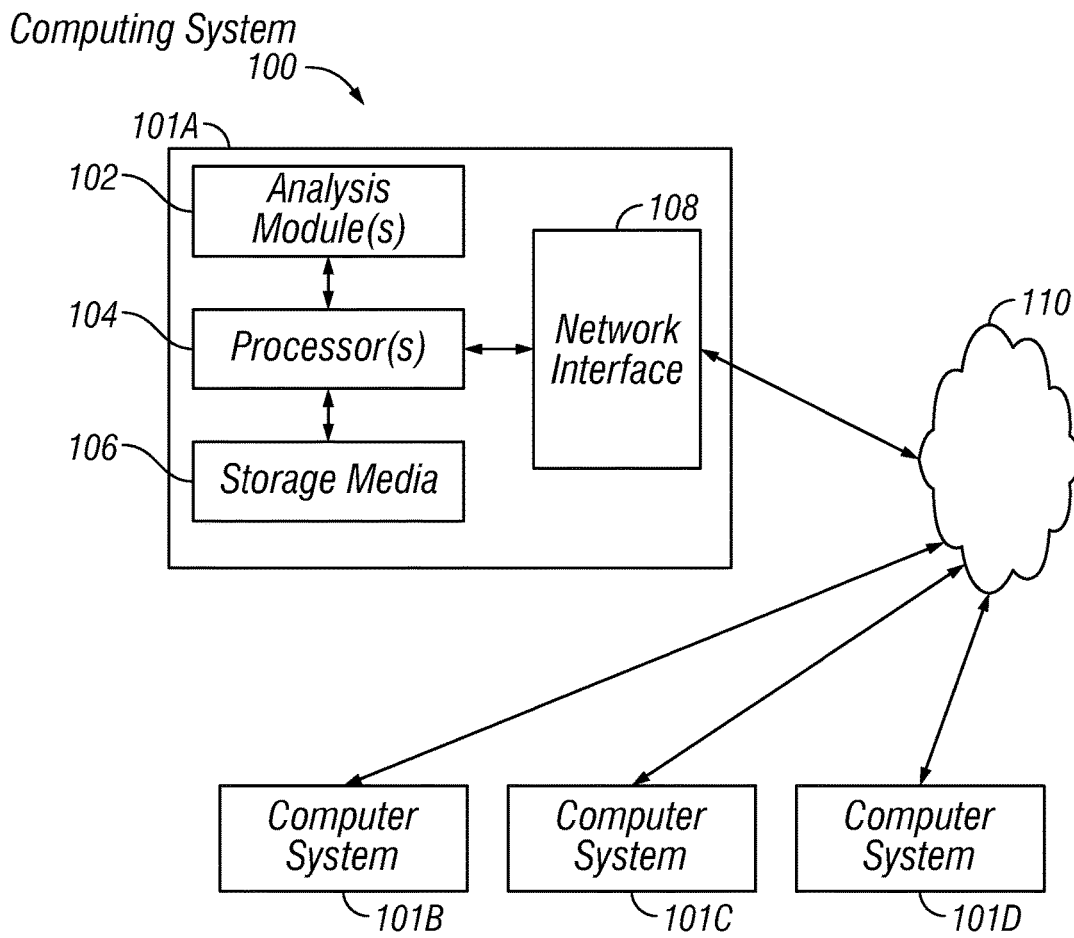 Computing System
100
101A
102
Analysis
Module(s)
108
104
Processor(s)
Network
Interface
110
106
Storage Media
Computer
System
Computer
System
Computer
System
101B
101C
101D